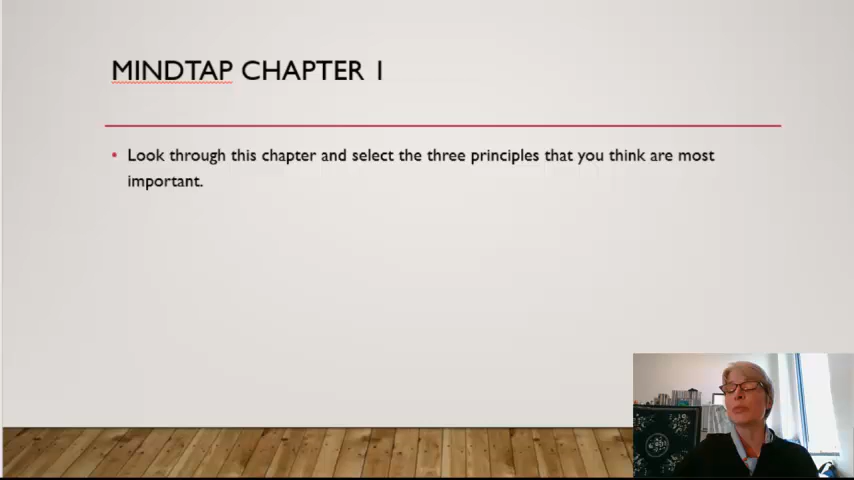 MINDTAP CHAPTER 1
• Look through this chapter and select the three principles that you think are most
important.